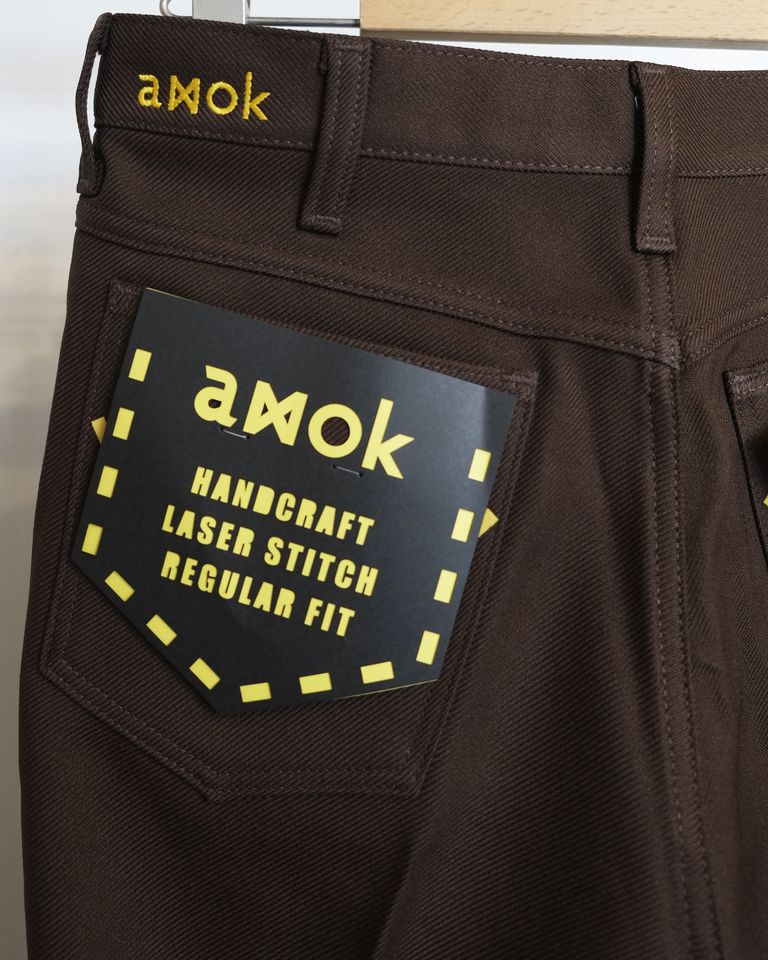 amok
amok
HANDCRAFT
LASER STITCH
REGULAR FIT